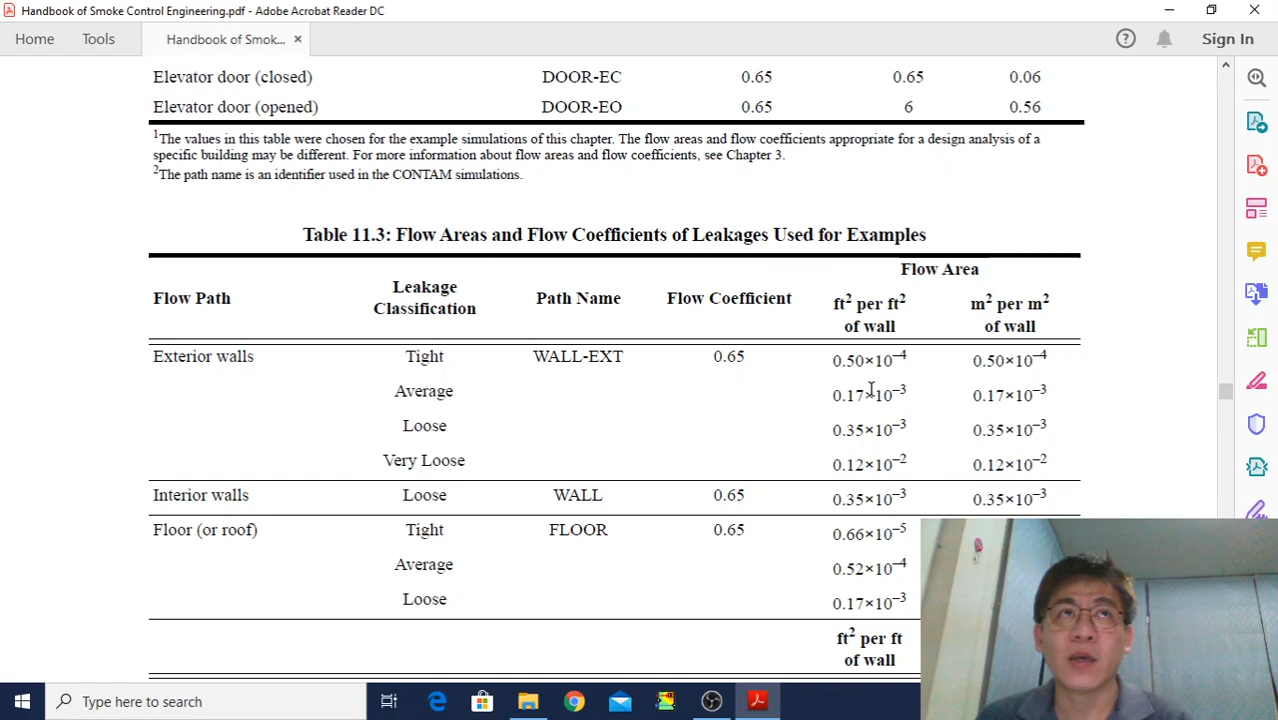 Handbook of Smoke Control Engineering.pdf - Adobe Acrobat Reader DC
Home Tools Handbook of Smok... × Sign In
Elevator door (closed) DOOR-EC 0.65 0.65 0.06
Elevator door (opened) DOOR-EO 0.65 6 0.56
1The values in this table were chosen for the example simulations of this chapter. The flow areas and flow coefficients appropriate for a design analysis of a
specific building may be different. For more information about flow areas and flow coefficients, see Chapter 3.
2The path name is an identifier used in the CONTAM simulations.
Table 11.3: Flow Areas and Flow Coefficients of Leakages Used for Examples
Flow Area
Flow Path Leakage Classification Path Name Flow Coefficient ft2 per ft2 of wall m2 per m2 of wall
Exterior walls Tight WALL-EXT 0.65 0.50×10–4 0.50×10–4
Average 0.17×10–3 0.17×10–3
Loose 0.35×10–3 0.35×10–3
Very Loose 0.12×10–2 0.12×10–2
Interior walls Loose WALL 0.65 0.35×10–3 0.35×10–3
Floor (or roof) Tight FLOOR 0.65 0.66×10–5
Average 0.52×10–4
Loose 0.17×10–3
ft2 per ft
of wall
Type here to search